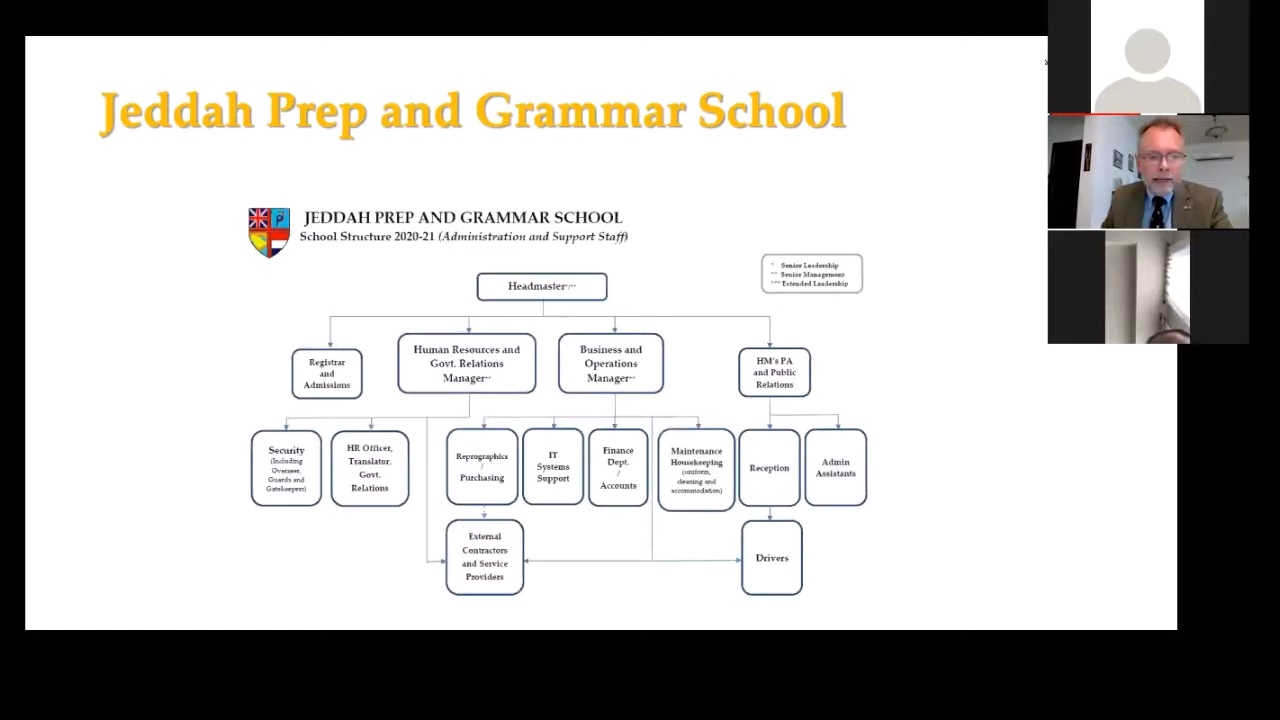 Jeddah Prep and Grammar School
JEDDAH PREP AND GRAMMAR SCHOOL
School Structure 2020-21 (Administration and Support Staff)
* Senior Leadership
** Senior Management
*** Extended Leadership
Headmaster*/***
Registrar
and
Admissions
Human Resources and
Govt. Relations
Manager**
Business and
Operations
Manager**
HM's PA
and Public
Relations
Security
(Including
Overseer,
Guards and
Gatekeepers)
HR Officer,
Translator,
Govt.
Relations
Reprographics
/
Purchasing
IT
Systems
Support
Finance
Dept.
/
Accounts
Maintenance
Housekeeping
(uniform,
cleaning and
accommodation)
Reception
Admin
Assistants
External
Contractors
and Service
Providers
Drivers